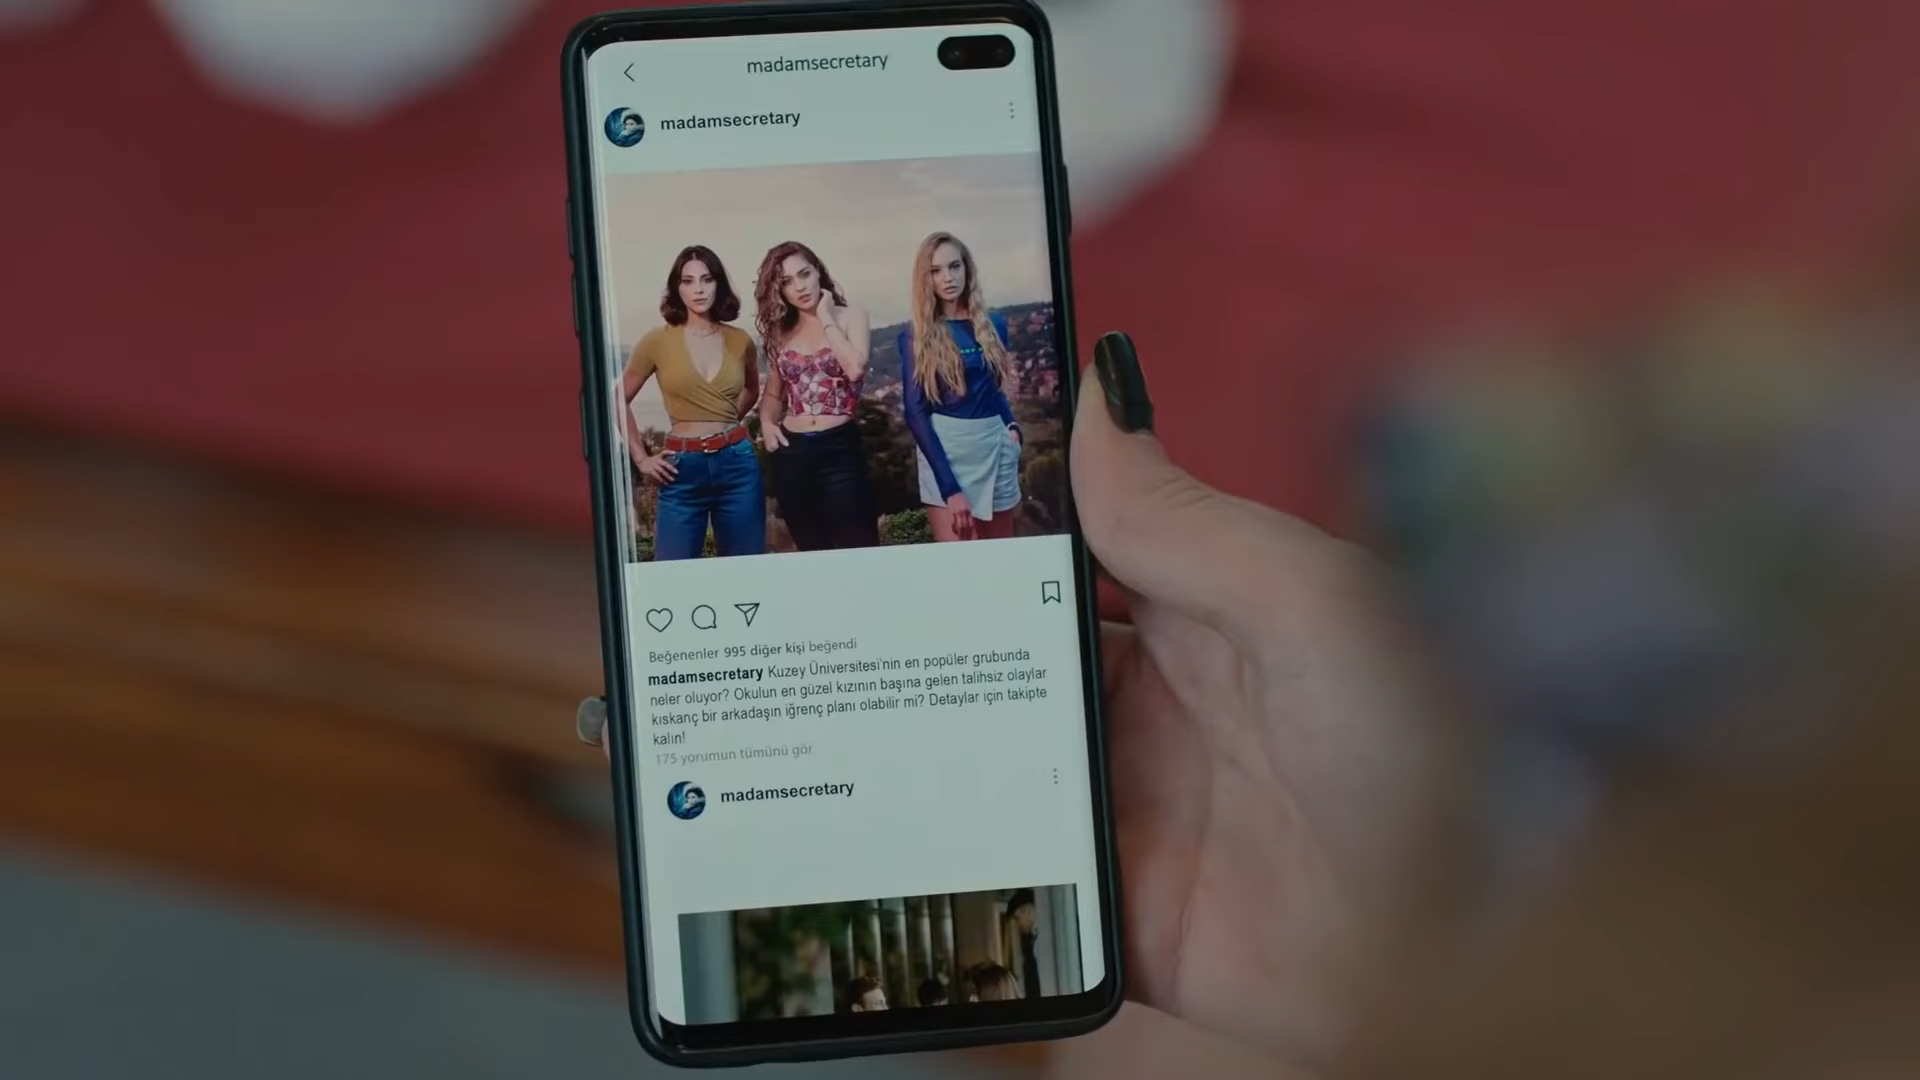 madamsecretary
madamsecretary
Beğenenler 995 diğer kişi beğendi
madamsecretary Kuzey Üniversitesi'nin en popüler grubunda
neler oluyor? Okulun en güzel kızının başına gelen talihsiz olaylar
kıskanç bir arkadaşın iğrenç planı olabilir mi? Detaylar için takipte
kalın!
175 yorumun tümünü gör
madamsecretary